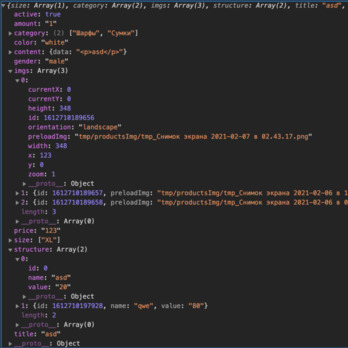 {size: Array(1), category: Array(2), imgs: Array(3), structure: Array(2), title: "asd",
active: true
amount: "1"
category: (2) ["Шарфы", "Сумки"]
color: "white"
content: {data: "<p>asd</p>"}
gender: "male"
imgs: Array(3)
0:
currentX: 0
currentY: 0
height: 348
id: 1612710189656
orientation: "landscape"
preloadImg: "tmp/productsImg/tmp_Снимок экрана 2021-02-07 в 02.43.17.png"
width: 348
x: 123
y: 0
zoom: 1
__proto__: Object
1: {id: 1612710189657, preloadImg: "tmp/productsImg/tmp_Снимок экрана 2021-02-06 в 1
2: {id: 1612710189658, preloadImg: "tmp/productsImg/tmp_Снимок экрана 2021-02-06 в 0
length: 3
__proto__: Array(0)
price: "123"
size: ["XL"]
structure: Array(2)
0:
id: 0
name: "asd"
value: "20"
__proto__: Object
1: {id: 1612710197928, name: "qwe", value: "80"}
length: 2
__proto__: Array(0)
title: "asd"
__proto__: Object